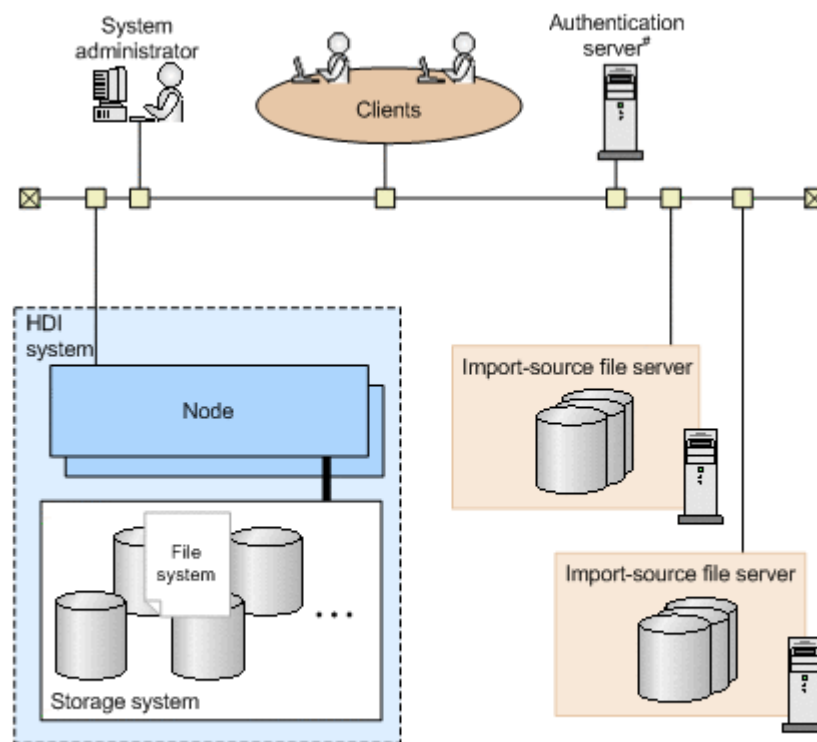 System
administrator
Clients
Authentication
server#
HDI
system
Node
File
system
...
Storage system
Import-source file server
Import-source file server